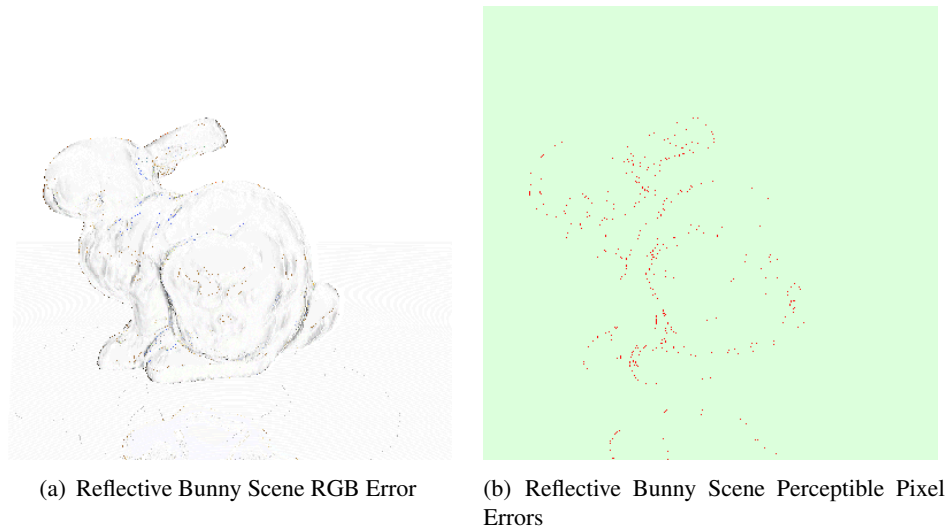 (a) Reflective Bunny Scene RGB Error
(b) Reflective Bunny Scene Perceptible Pixel
Errors